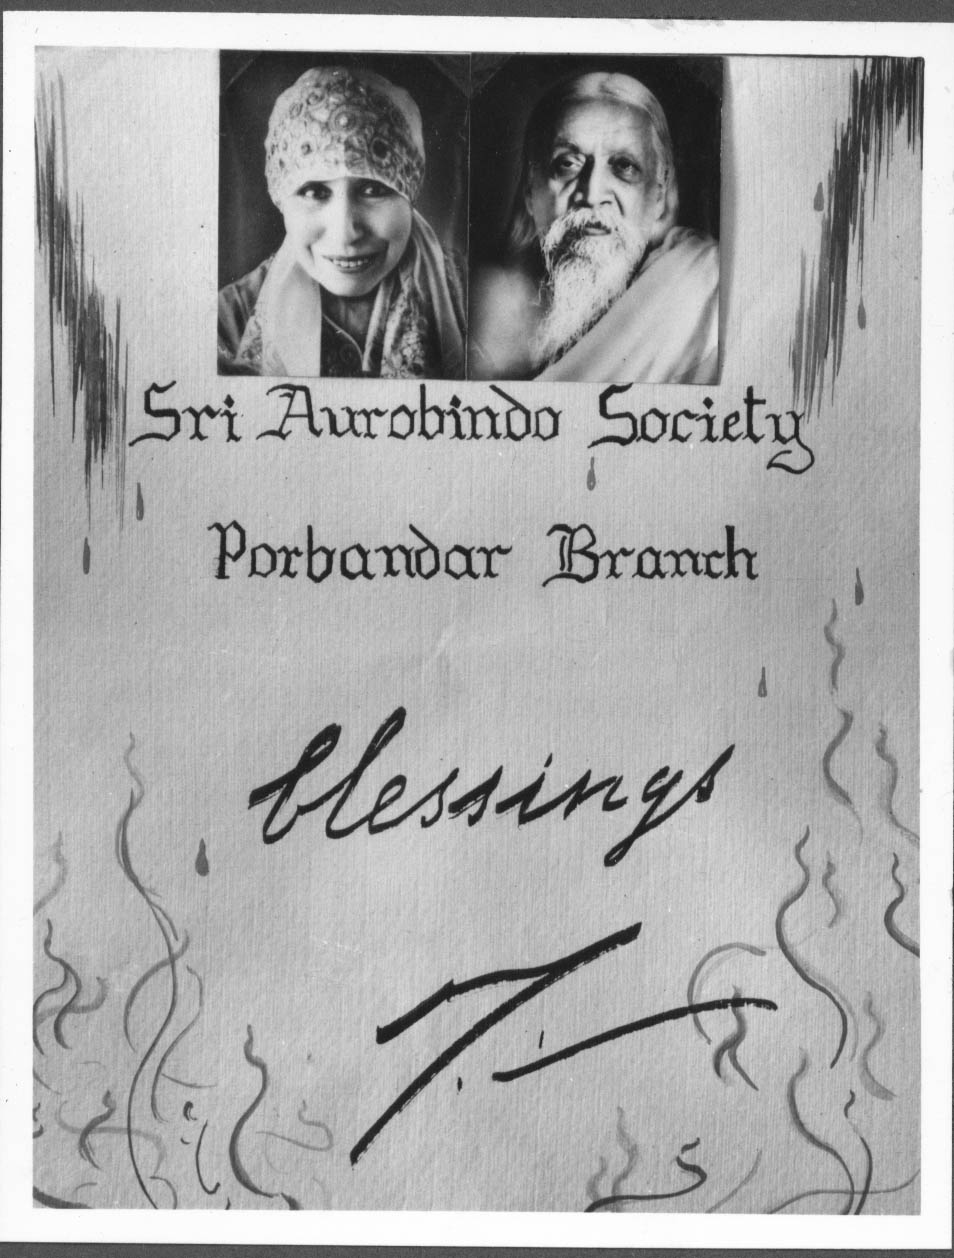 Sri Aurobindo Society
Porbandar Branch
blessings